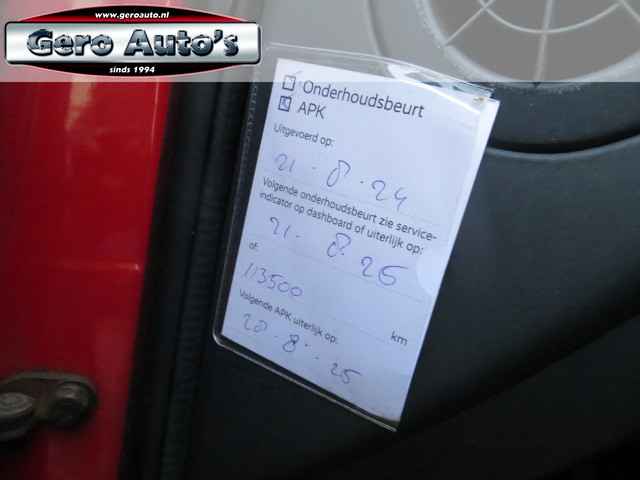 www.geroauto.nl
Gero Auto's
sinds 1994
Onderhoudsbeurt
APK
Uitgevoerd op:
21-8-24
Volgende onderhoudsbeurt zie service-
indicator op dashboard of uiterlijk op:
21-8-25
of:
113500 km
Volgende APK uiterlijk op:
20-8-25